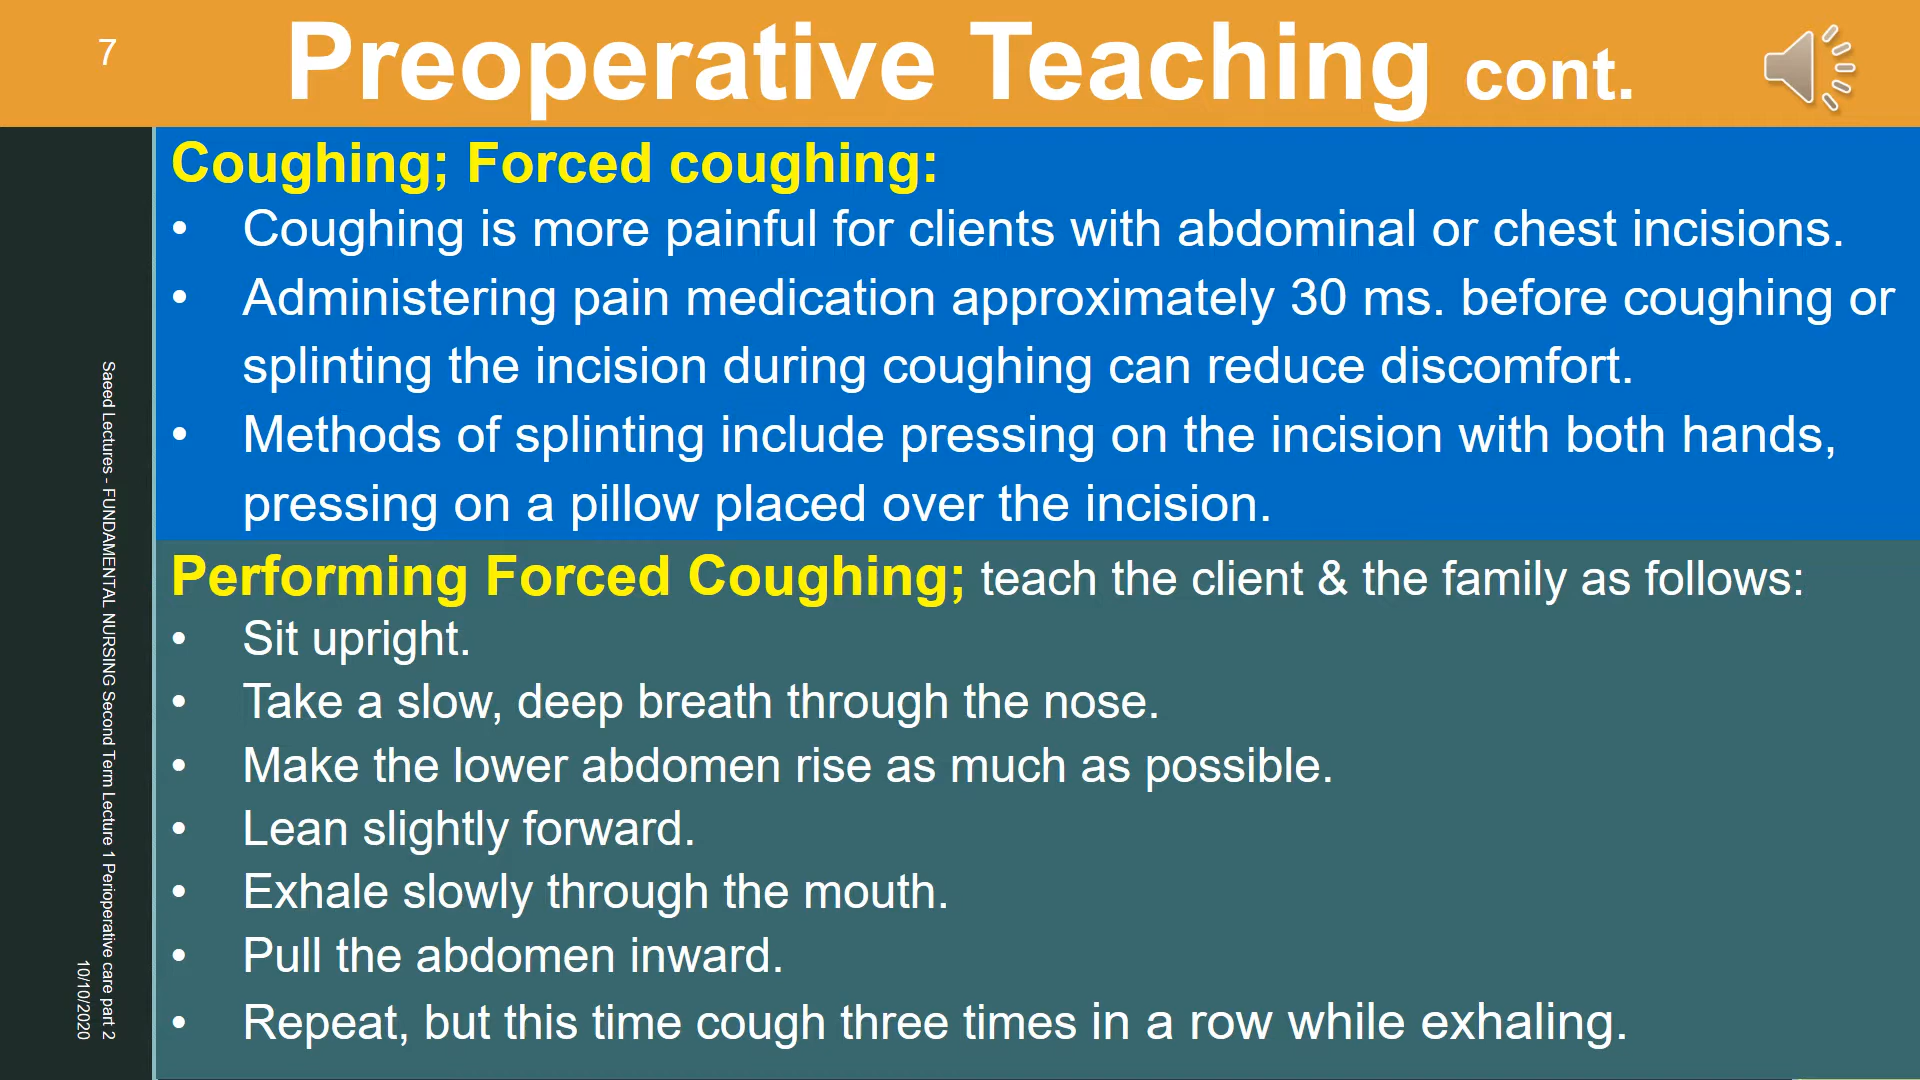 7
Preoperative Teaching cont.
Coughing; Forced coughing:
• Coughing is more painful for clients with abdominal or chest incisions.
• Administering pain medication approximately 30 ms. before coughing or
splinting the incision during coughing can reduce discomfort.
• Methods of splinting include pressing on the incision with both hands,
pressing on a pillow placed over the incision.
Performing Forced Coughing; teach the client & the family as follows:
• Sit upright.
• Take a slow, deep breath through the nose.
• Make the lower abdomen rise as much as possible.
• Lean slightly forward.
• Exhale slowly through the mouth.
• Pull the abdomen inward.
• Repeat, but this time cough three times in a row while exhaling.
Saeed Lectures - FUNDAMENTAL NURSING Second Term Lecture 1 Perioperative care part 2
10/10/2020